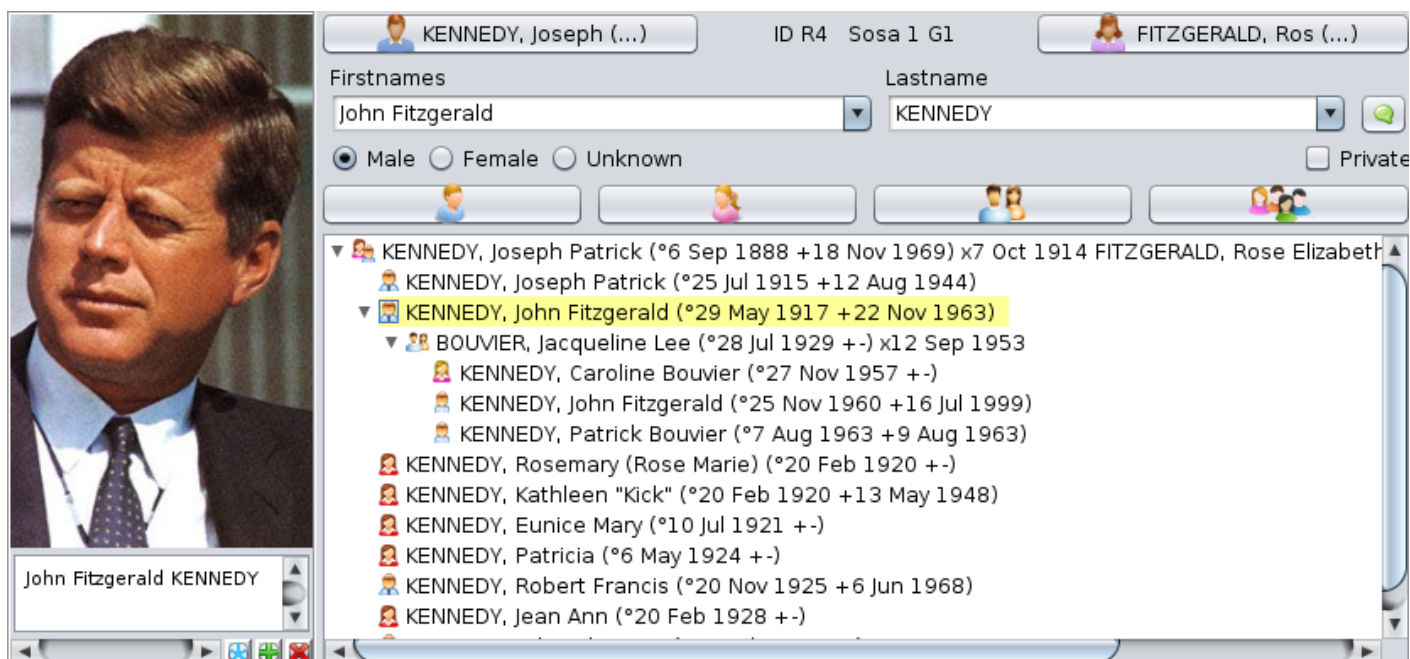 KENNEDY, Joseph (...)
ID R4 Sosa 1 G1
FITZGERALD, Ros (...)
Firstnames
Lastname
John Fitzgerald
KENNEDY
Male Female Unknown
Private
KENNEDY, Joseph Patrick (°6 Sep 1888 +18 Nov 1969) x7 Oct 1914 FITZGERALD, Rose Elizabeth
KENNEDY, Joseph Patrick (°25 Jul 1915 +12 Aug 1944)
KENNEDY, John Fitzgerald (°29 May 1917 +22 Nov 1963)
BOUVIER, Jacqueline Lee (°28 Jul 1929 +-) x12 Sep 1953
KENNEDY, Caroline Bouvier (°27 Nov 1957 +-)
KENNEDY, John Fitzgerald (°25 Nov 1960 +16 Jul 1999)
KENNEDY, Patrick Bouvier (°7 Aug 1963 +9 Aug 1963)
KENNEDY, Rosemary (Rose Marie) (°20 Feb 1920 +-)
KENNEDY, Kathleen "Kick" (°20 Feb 1920 +13 May 1948)
KENNEDY, Eunice Mary (°10 Jul 1921 +-)
KENNEDY, Patricia (°6 May 1924 +-)
KENNEDY, Robert Francis (°20 Nov 1925 +6 Jun 1968)
KENNEDY, Jean Ann (°20 Feb 1928 +-)
John Fitzgerald KENNEDY